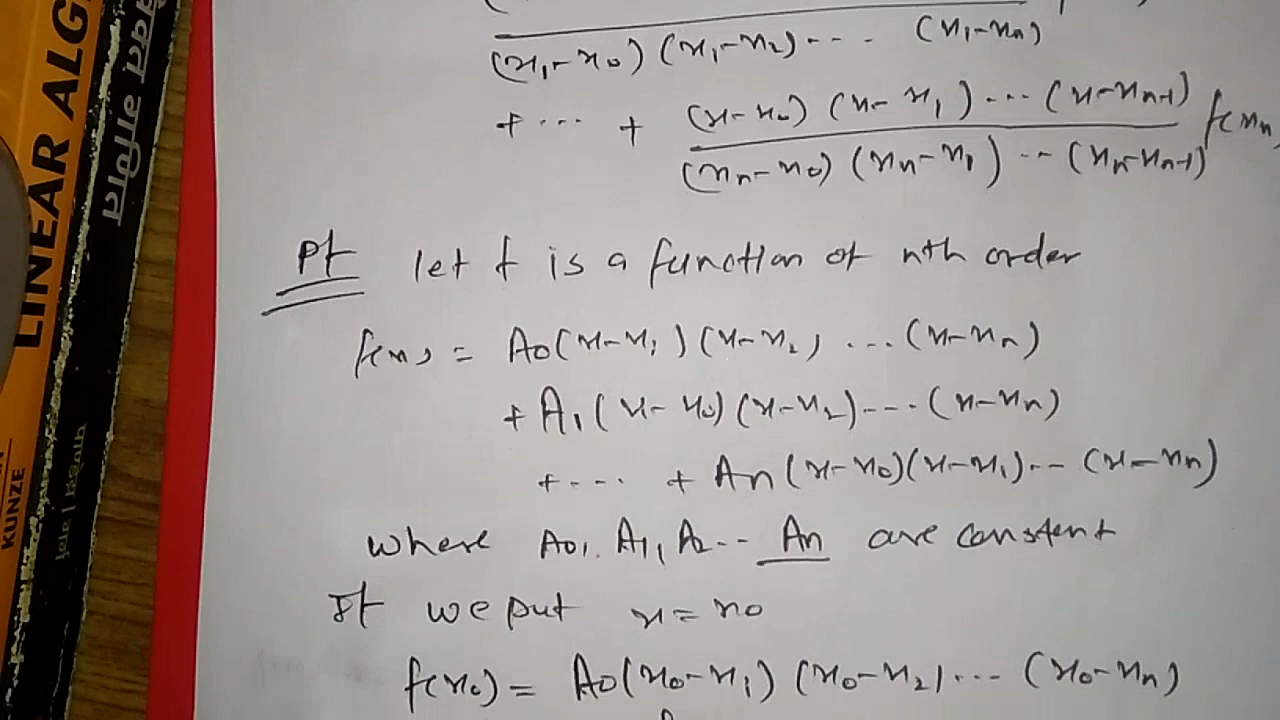 LINEAR ALG
KUNZE
(x₁-x₀) (x₁-x₂)--- (x₁-xₙ)
+ ... + (x-x₀) (x-x₁)...(x-xₙ₋₁) f(xₙ
(xₙ-x₀) (xₙ-x₁) -- (xₙ-xₙ₋₁)
Pf let f is a function of nth order
f(x) = A₀(x-x₁)(x-x₂) ...(x-xₙ)
+ A₁(x-x₀)(x-x₂)---(x-xₙ)
+ ... + Aₙ(x-x₀)(x-x₁)--(x-xₙ)
where A₀, A₁, A₂-- Aₙ are constent
If we put x = x₀
f(x₀) = A₀(x₀-x₁) (x₀-x₂)... (x₀-xₙ)